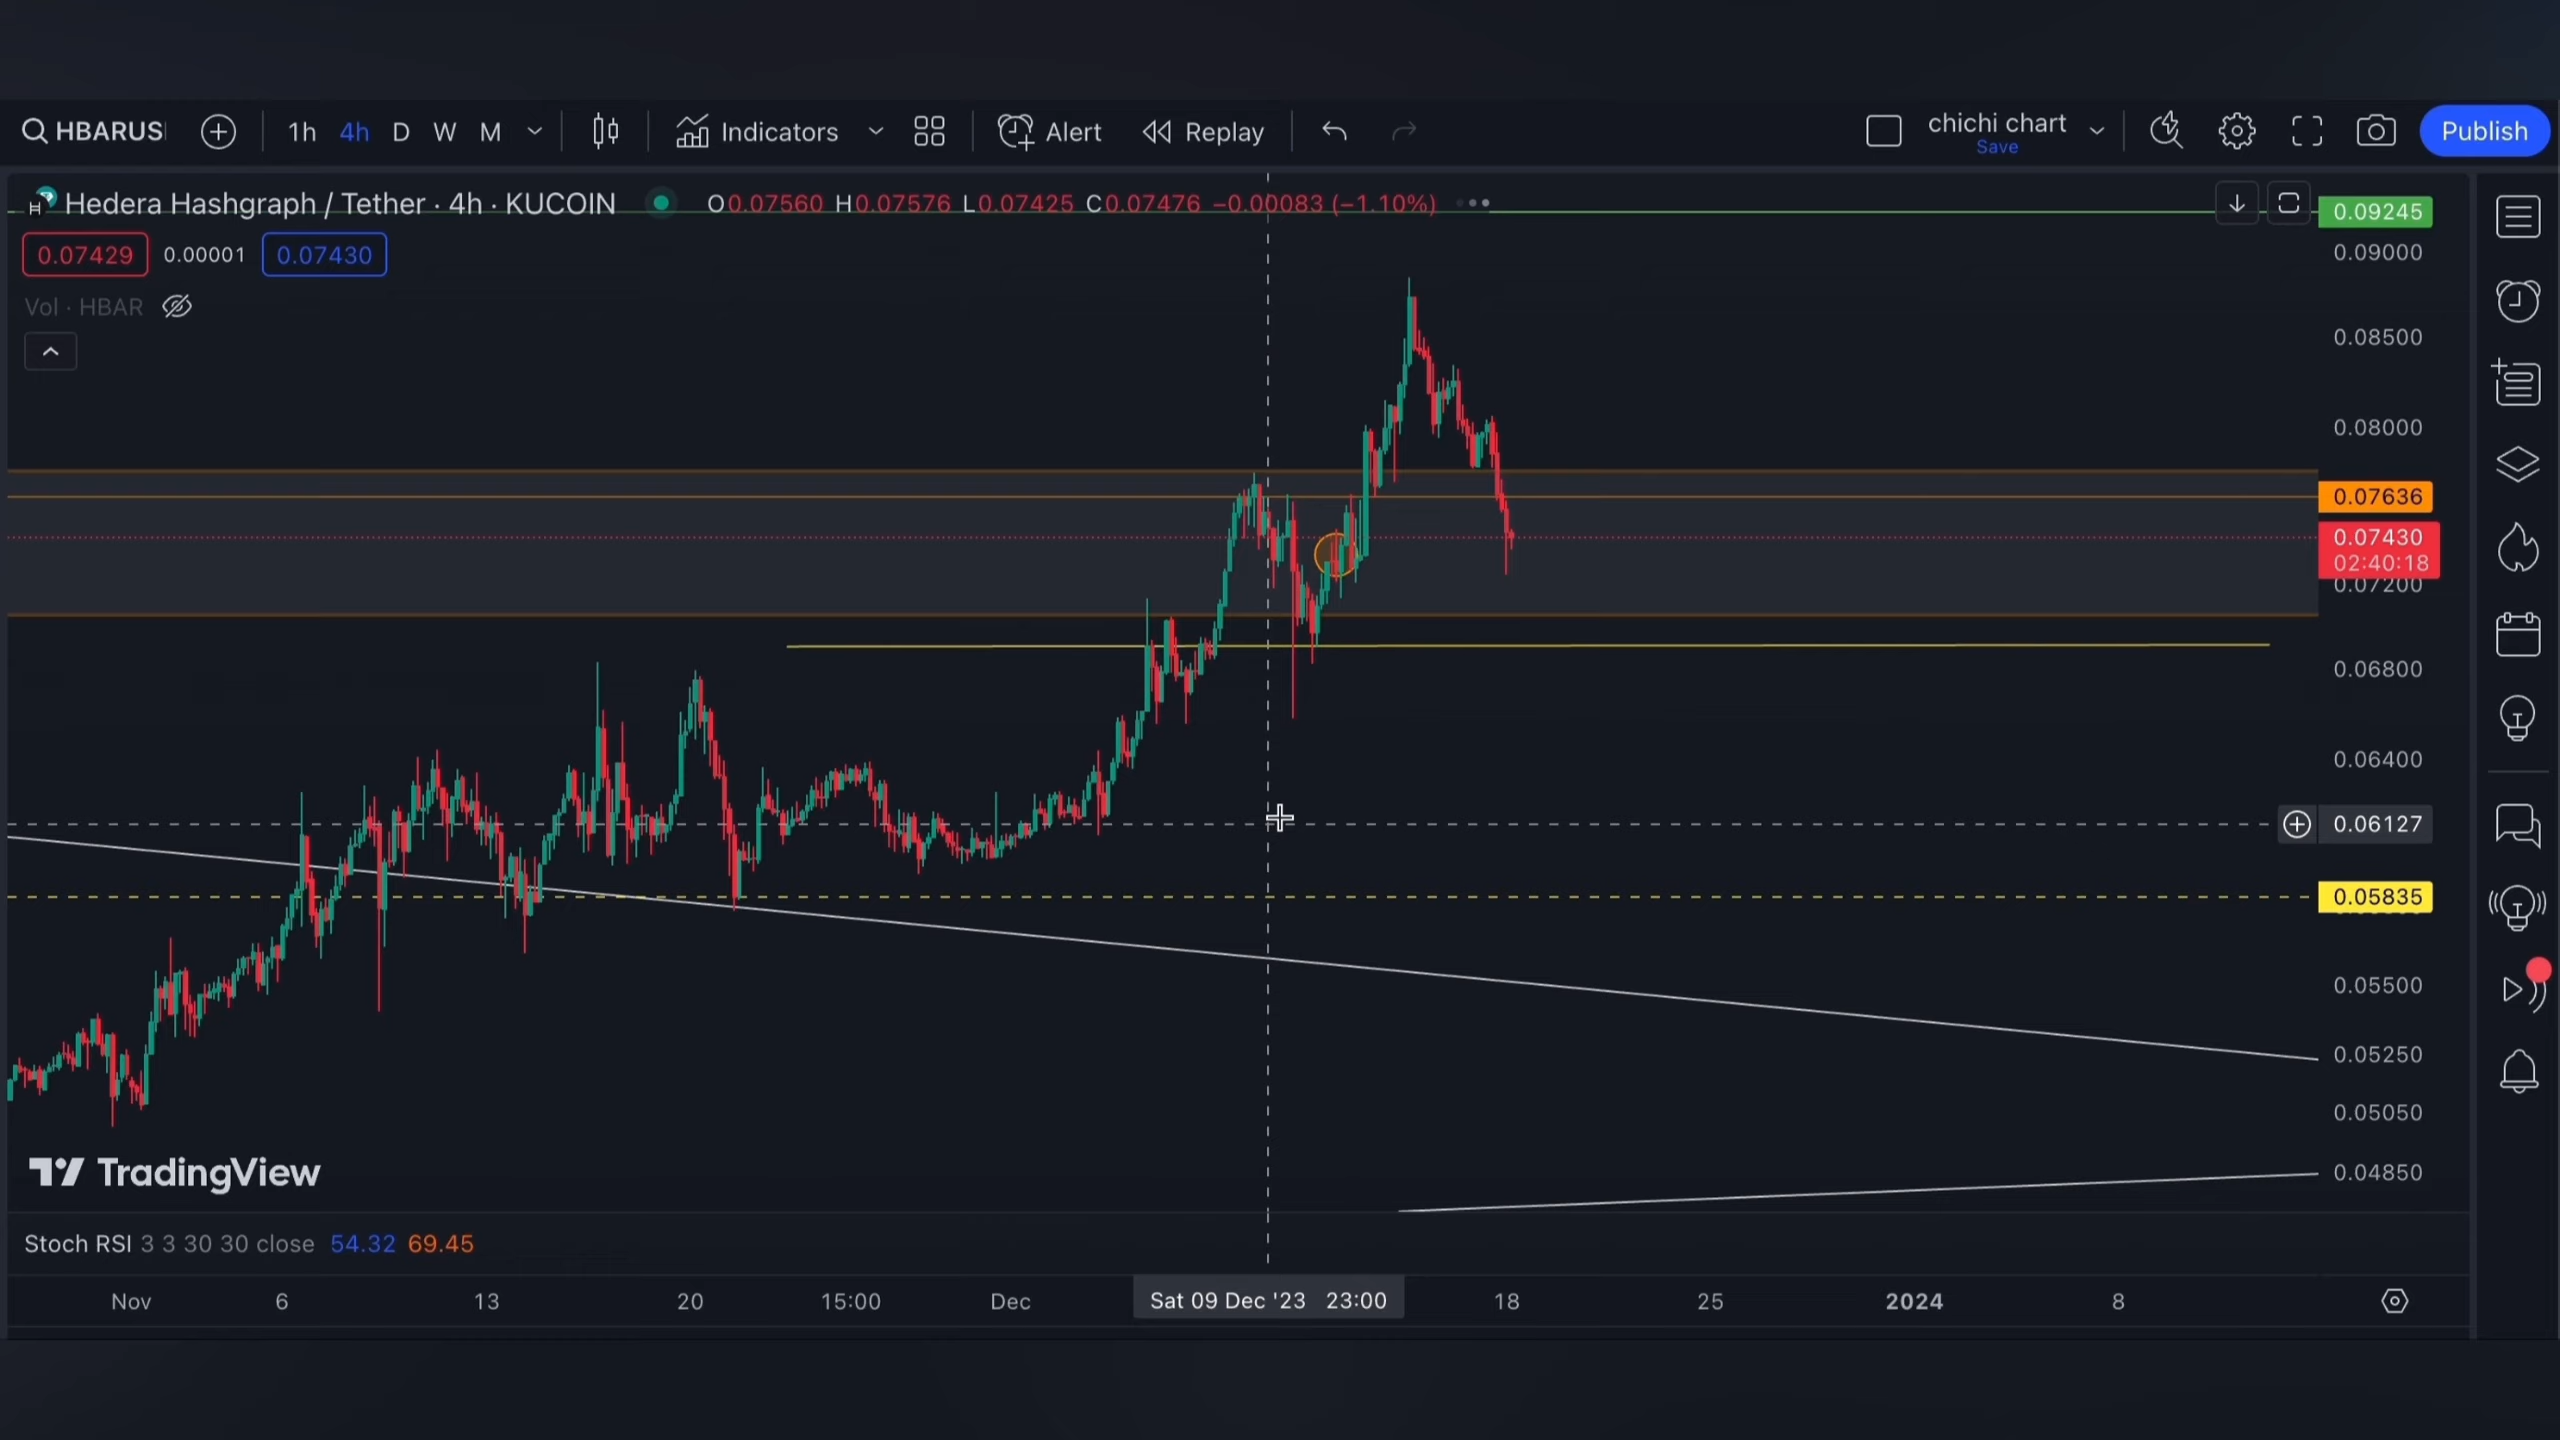 HBARUS 1h 4h D W M Indicators Alert Replay chichi chart Save Publish
Hedera Hashgraph / Tether · 4h · KUCOIN O0.07560 H0.07576 L0.07425 C0.07476 −0.00083 (−1.10%)
0.07429 0.00001 0.07430
Vol · HBAR
0.09245
0.09000
0.08500
0.08000
0.07636
0.07430
02:40:18
0.07200
0.06800
0.06400
0.06127
0.05835
0.05500
0.05250
0.05050
0.04850
TradingView
Stoch RSI 3 3 30 30 close 54.32 69.45
Nov 6 13 20 15:00 Dec Sat 09 Dec '23 23:00 18 25 2024 8